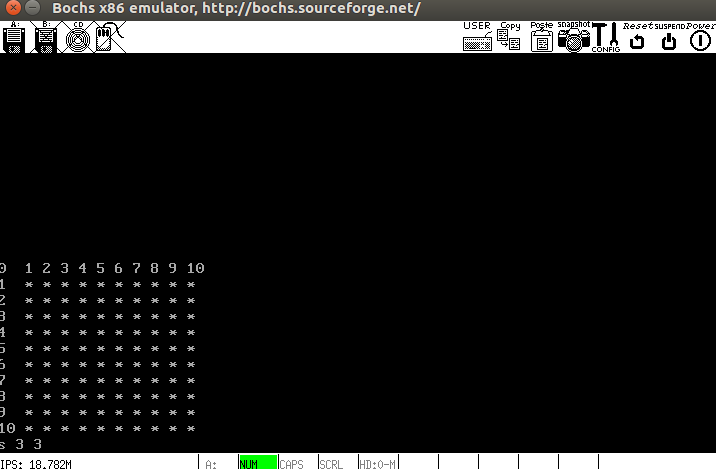 Bochs x86 emulator, http://bochs.sourceforge.net/
A: B: CD USER Copy Paste snapshot CONFIG Reset SUSPEND Power
0 1 2 3 4 5 6 7 8 9 10
1 * * * * * * * * * *
2 * * * * * * * * * *
3 * * * * * * * * * *
4 * * * * * * * * * *
5 * * * * * * * * * *
6 * * * * * * * * * *
7 * * * * * * * * * *
8 * * * * * * * * * *
9 * * * * * * * * * *
10 * * * * * * * * * *
s 3 3
IPS: 18.782M A: NUM CAPS SCRL HD:0-M